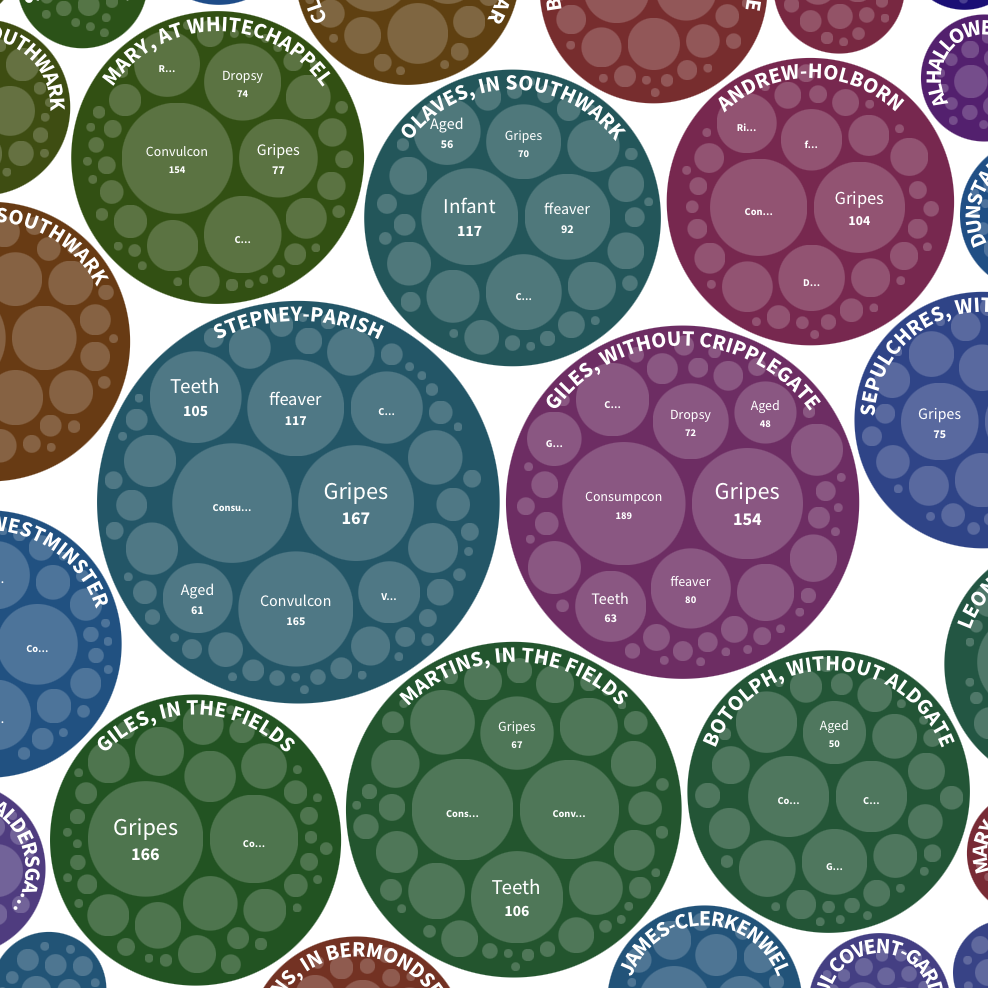 SOUTHWARK
MARY, AT WHITECHAPPEL
R...
Dropsy
74
Convulcon
154
Gripes
77
C...
OLAVES, IN SOUTHWARK
Aged
56
Gripes
70
Infant
117
ffeaver
92
C...
ANDREW-HOLBORN
Ri...
f...
Con...
Gripes
104
D...
ALHALLOWE
DUNSTA
SOUTHWARK
STEPNEY-PARISH
Teeth
105
ffeaver
117
C...
Consu...
Gripes
167
Aged
61
Convulcon
165
V...
GILES, WITHOUT CRIPPLEGATE
C...
G...
Dropsy
72
Aged
48
Consumpcon
189
Gripes
154
Teeth
63
ffeaver
80
SEPULCHRES, WIT
Gripes
75
WESTMINSTER
Co...
GILES, IN THE FIELDS
Gripes
166
Co...
MARTINS, IN THE FIELDS
Gripes
67
Cons...
Conv...
Teeth
106
BOTOLPH, WITHOUT ALDGATE
Aged
50
Co...
C...
G...
LEON
MARY
ALDERSGA...
NS, IN BERMONDSE
JAMES-CLERKENWEL
UL COVENT-GARD